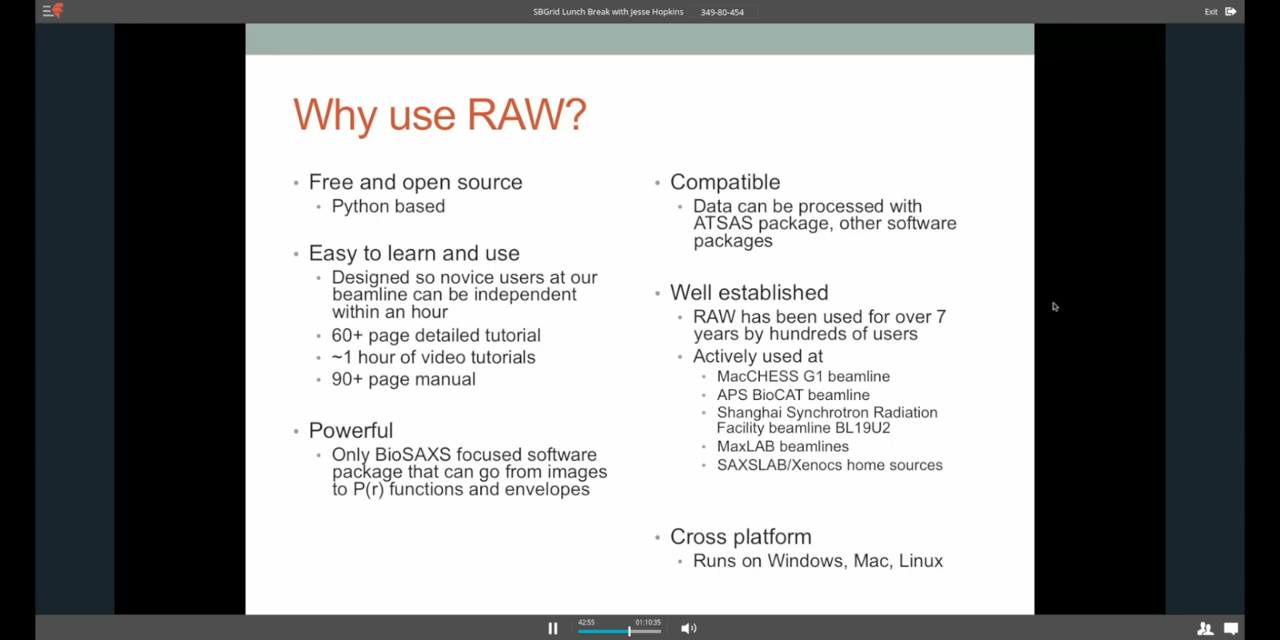 SBGrid Lunch Break with Jesse Hopkins 349-80-454 Exit
Why use RAW?
• Free and open source
• Python based
• Easy to learn and use
• Designed so novice users at our
beamline can be independent
within an hour
• 60+ page detailed tutorial
• ~1 hour of video tutorials
• 90+ page manual
• Powerful
• Only BioSAXS focused software
package that can go from images
to P(r) functions and envelopes
• Compatible
• Data can be processed with
ATSAS package, other software
packages
• Well established
• RAW has been used for over 7
years by hundreds of users
• Actively used at
• MacCHESS G1 beamline
• APS BioCAT beamline
• Shanghai Synchrotron Radiation
Facility beamline BL19U2
• MaxLAB beamlines
• SAXSLAB/Xenocs home sources
• Cross platform
• Runs on Windows, Mac, Linux
42:55 01:10:35